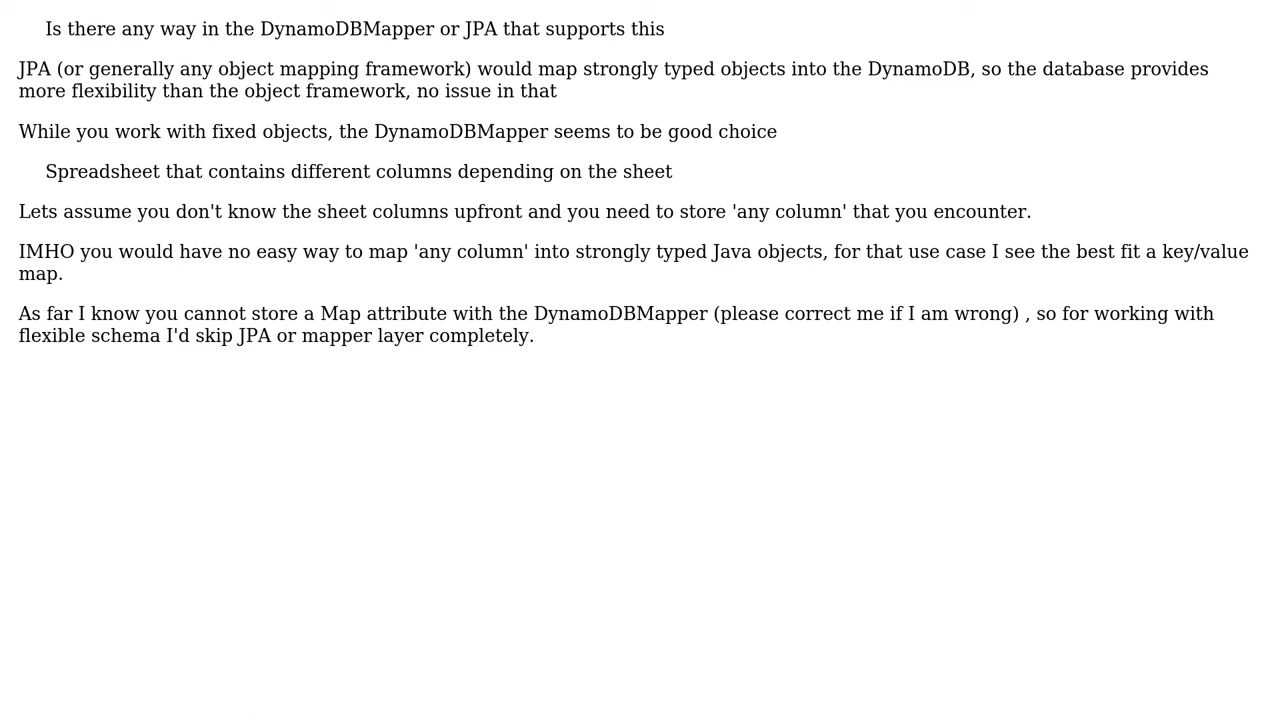 Is there any way in the DynamoDBMapper or JPA that supports this
JPA (or generally any object mapping framework) would map strongly typed objects into the DynamoDB, so the database provides
more flexibility than the object framework, no issue in that
While you work with fixed objects, the DynamoDBMapper seems to be good choice
Spreadsheet that contains different columns depending on the sheet
Lets assume you don't know the sheet columns upfront and you need to store 'any column' that you encounter.
IMHO you would have no easy way to map 'any column' into strongly typed Java objects, for that use case I see the best fit a key/value
map.
As far I know you cannot store a Map attribute with the DynamoDBMapper (please correct me if I am wrong) , so for working with
flexible schema I'd skip JPA or mapper layer completely.